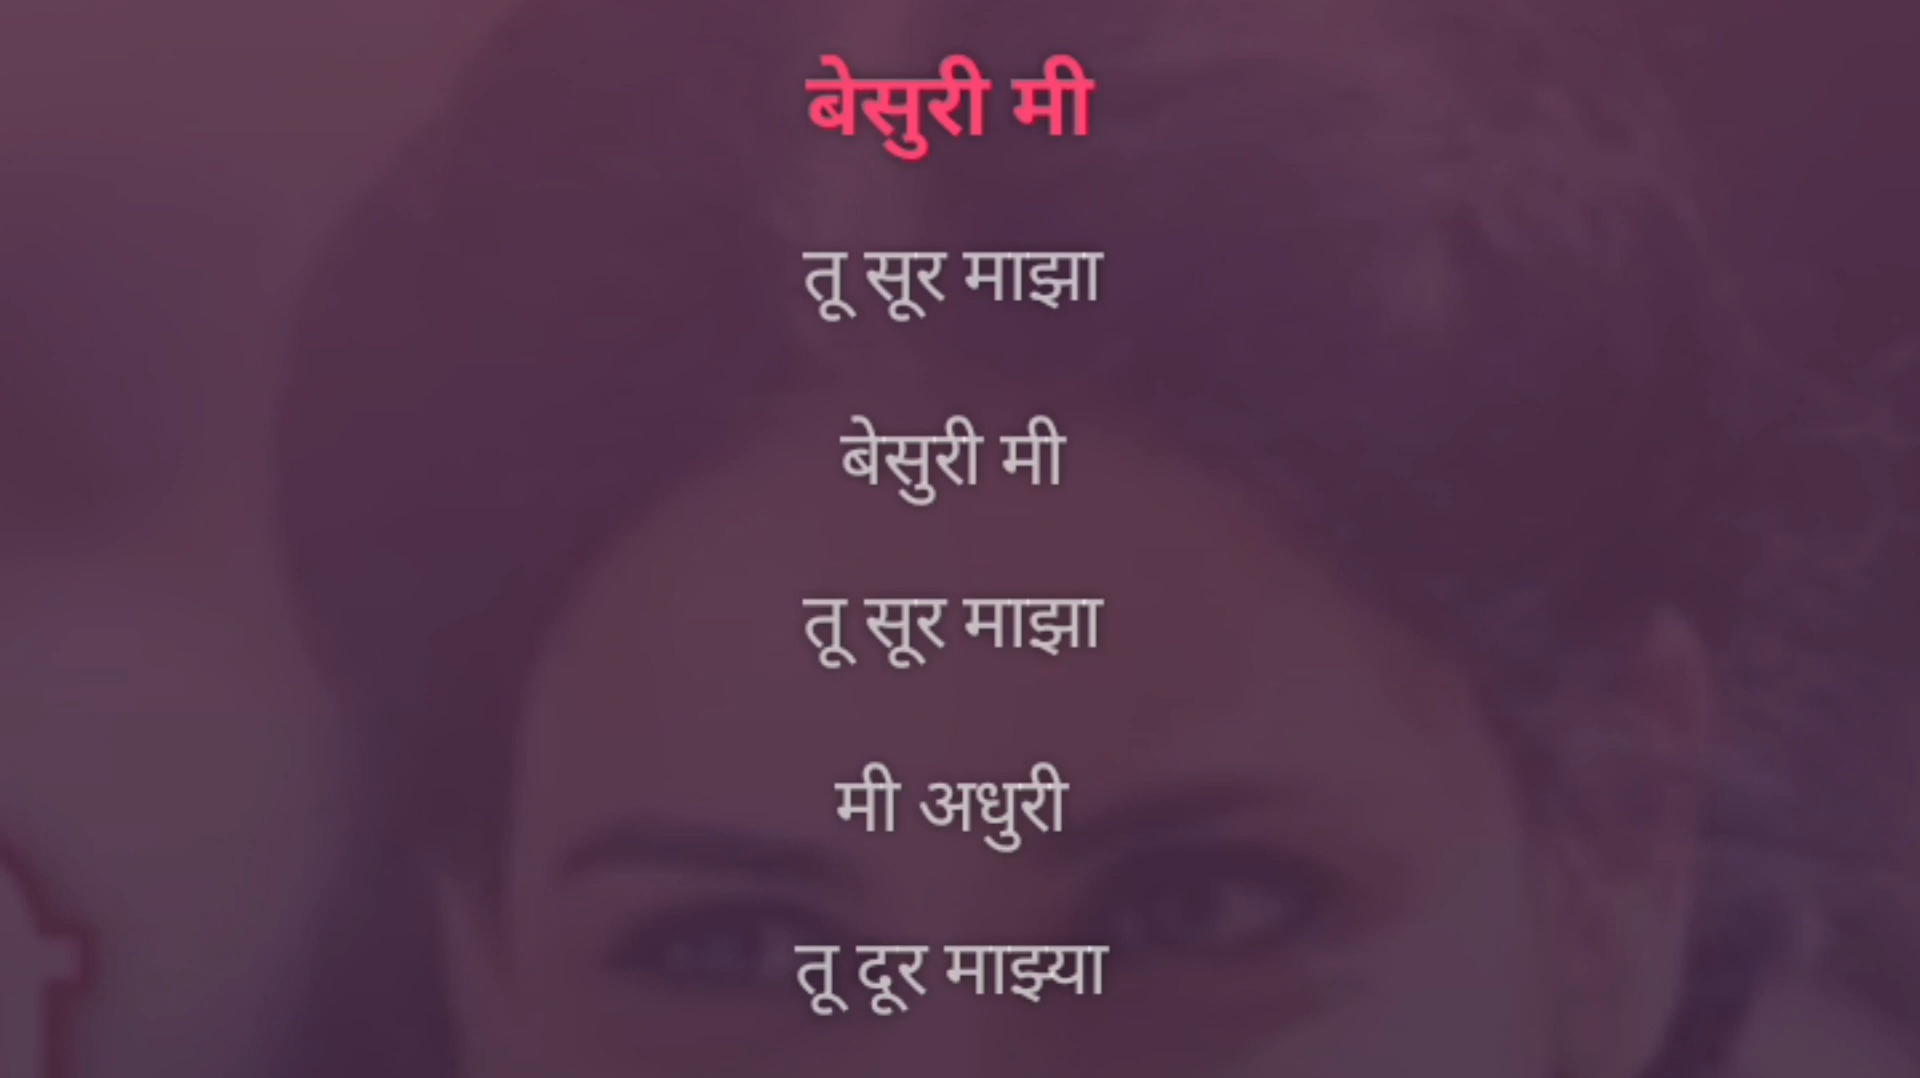 बेसुरी मी
तू सूर माझा
बेसुरी मी
तू सूर माझा
मी अधुरी
तू दूर माझ्या